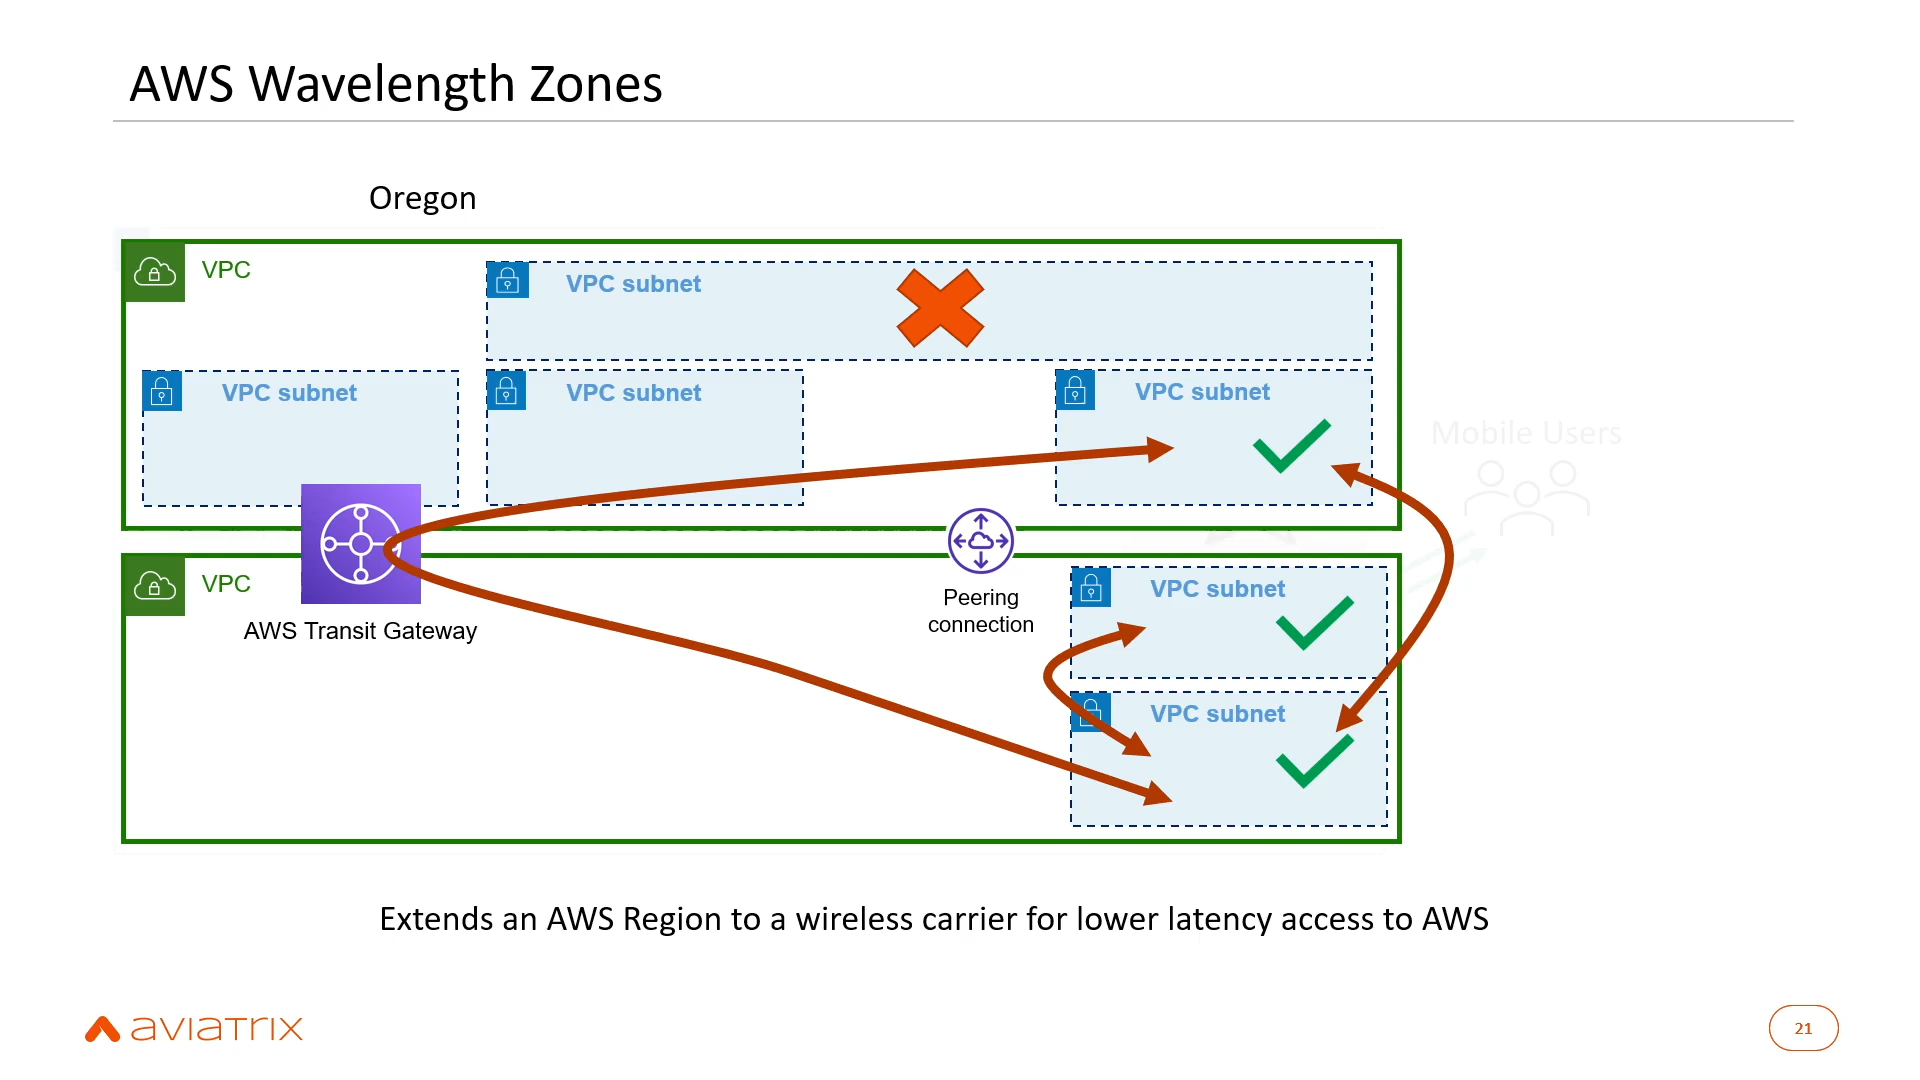 AWS Wavelength Zones
Oregon
VPC
VPC subnet
VPC subnet
VPC subnet
VPC subnet
Mobile Users
VPC
AWS Transit Gateway
Peering
connection
VPC subnet
VPC subnet
Extends an AWS Region to a wireless carrier for lower latency access to AWS
aviatrix
21